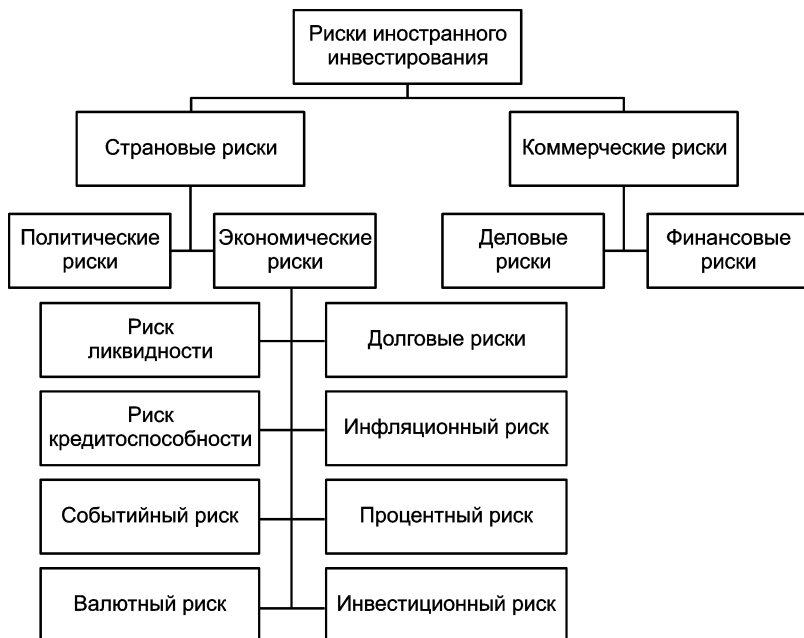 Риски иностранного
инвестирования
Страновые риски
Коммерческие риски
Политические
риски
Экономические
риски
Деловые
риски
Финансовые
риски
Риск
ликвидности
Долговые риски
Риск
кредитоспособности
Инфляционный риск
Событийный риск
Процентный риск
Валютный риск
Инвестиционный риск